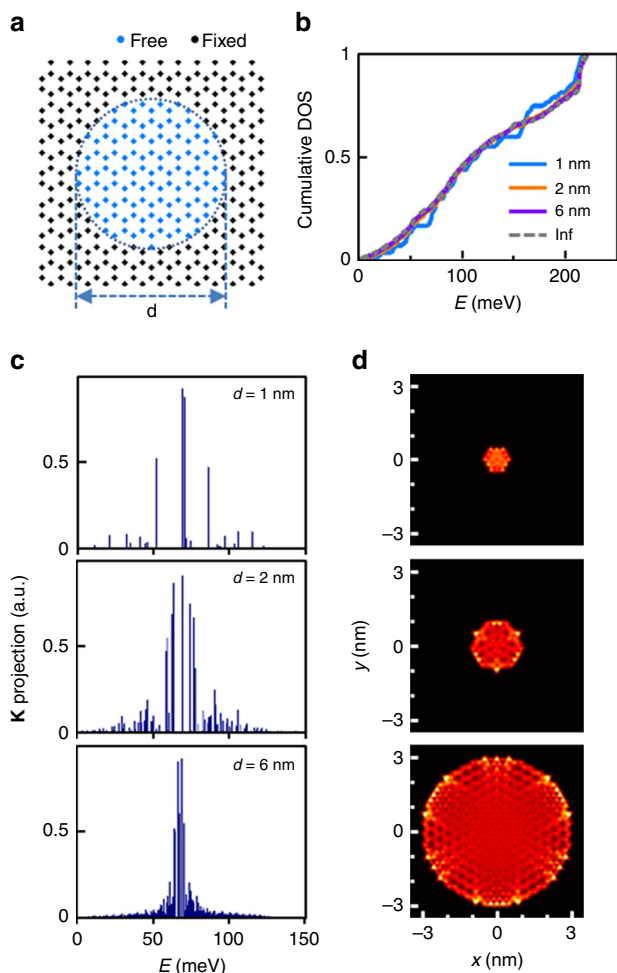 a
Free Fixed
d
b
Cumulative DOS
1
0.5
0
0 100 200
E (meV)
1 nm
2 nm
6 nm
Inf
c
K projection (a.u.)
d = 1 nm
0.5
0
d = 2 nm
0.5
0
d = 6 nm
0.5
0
0 50 100 150
E (meV)
d
3
0
−3
3
0
−3
y (nm)
3
0
−3
−3 0 3
x (nm)